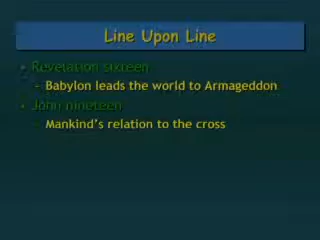 Line Upon Line
• Revelation sixteen
– Babylon leads the world to Armageddon
• John nineteen
– Mankind's relation to the cross